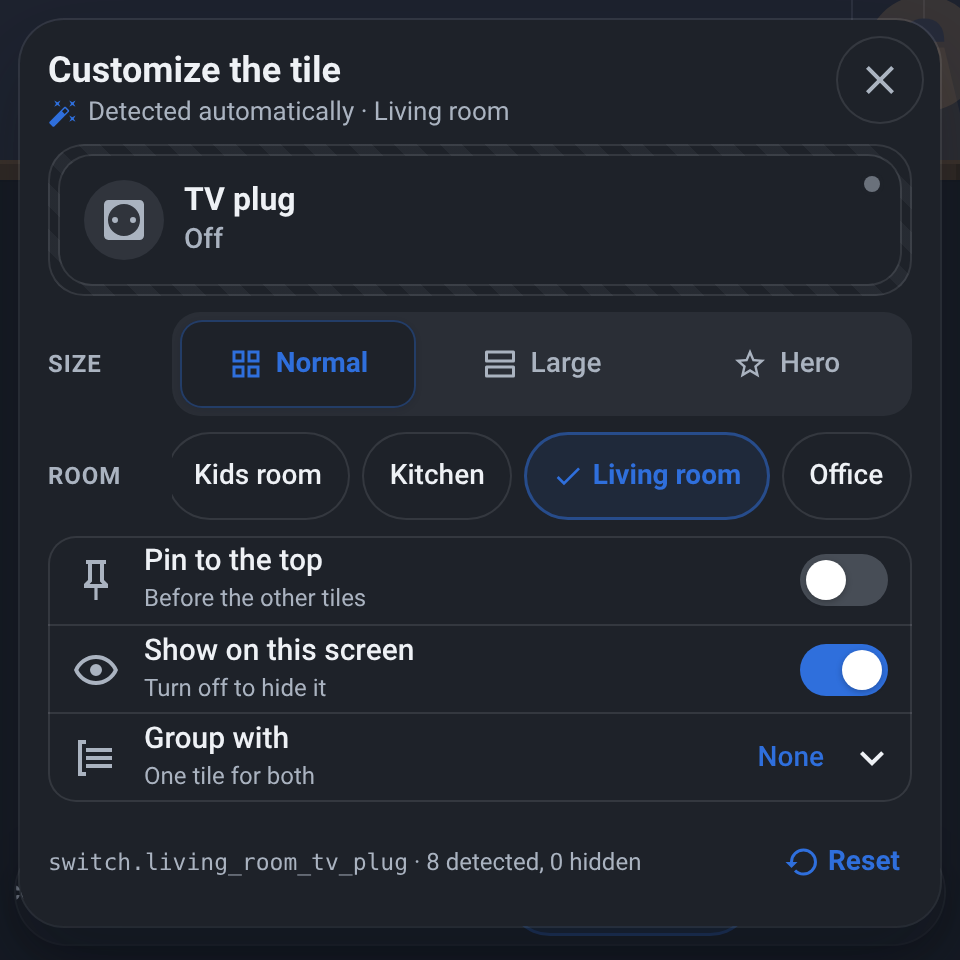 Customize the tile
Detected automatically · Living room
TV plug
Off
SIZE
Normal
Large
Hero
ROOM
Kids room
Kitchen
Living room
Office
Pin to the top
Before the other tiles
Show on this screen
Turn off to hide it
Group with
One tile for both
None
switch.living_room_tv_plug · 8 detected, 0 hidden
Reset